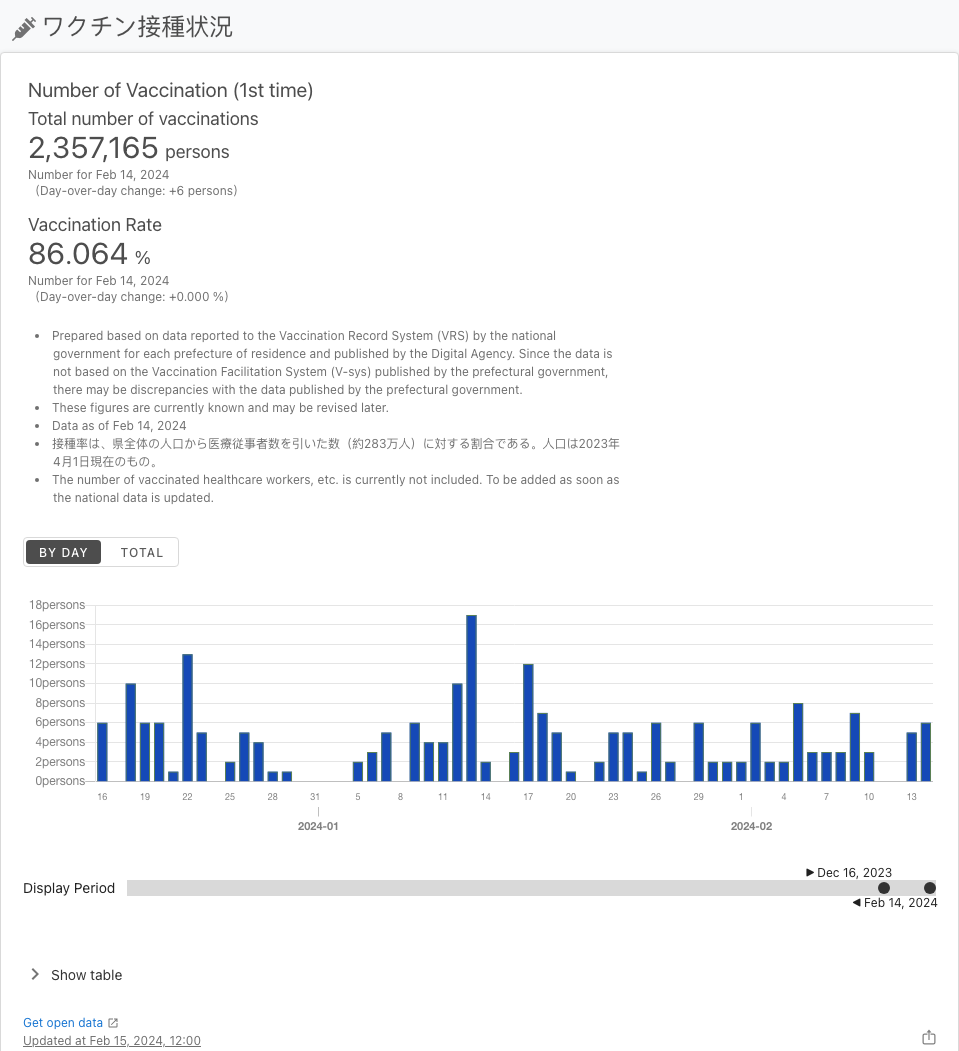 ワクチン接種状況
Number of Vaccination (1st time)
Total number of vaccinations
2,357,165 persons
Number for Feb 14, 2024
(Day-over-day change: +6 persons)
Vaccination Rate
86.064 %
Number for Feb 14, 2024
(Day-over-day change: +0.000 %)
• Prepared based on data reported to the Vaccination Record System (VRS) by the national
government for each prefecture of residence and published by the Digital Agency. Since the data is
not based on the Vaccination Facilitation System (V-sys) published by the prefectural government,
there may be discrepancies with the data published by the prefectural government.
• These figures are currently known and may be revised later.
• Data as of Feb 14, 2024
• 接種率は、県全体の人口から医療従事者数を引いた数（約283万人）に対する割合である。人口は2023年
4月1日現在のもの。
• The number of vaccinated healthcare workers, etc. is currently not included. To be added as soon as
the national data is updated.
BY DAY TOTAL
18persons
16persons
14persons
12persons
10persons
8persons
6persons
4persons
2persons
0persons
16 19 22 25 28 31 5 8 11 14 17 20 23 26 29 1 4 7 10 13
2024-01 2024-02
Dec 16, 2023
Display Period
Feb 14, 2024
Show table
Get open data
Updated at Feb 15, 2024, 12:00